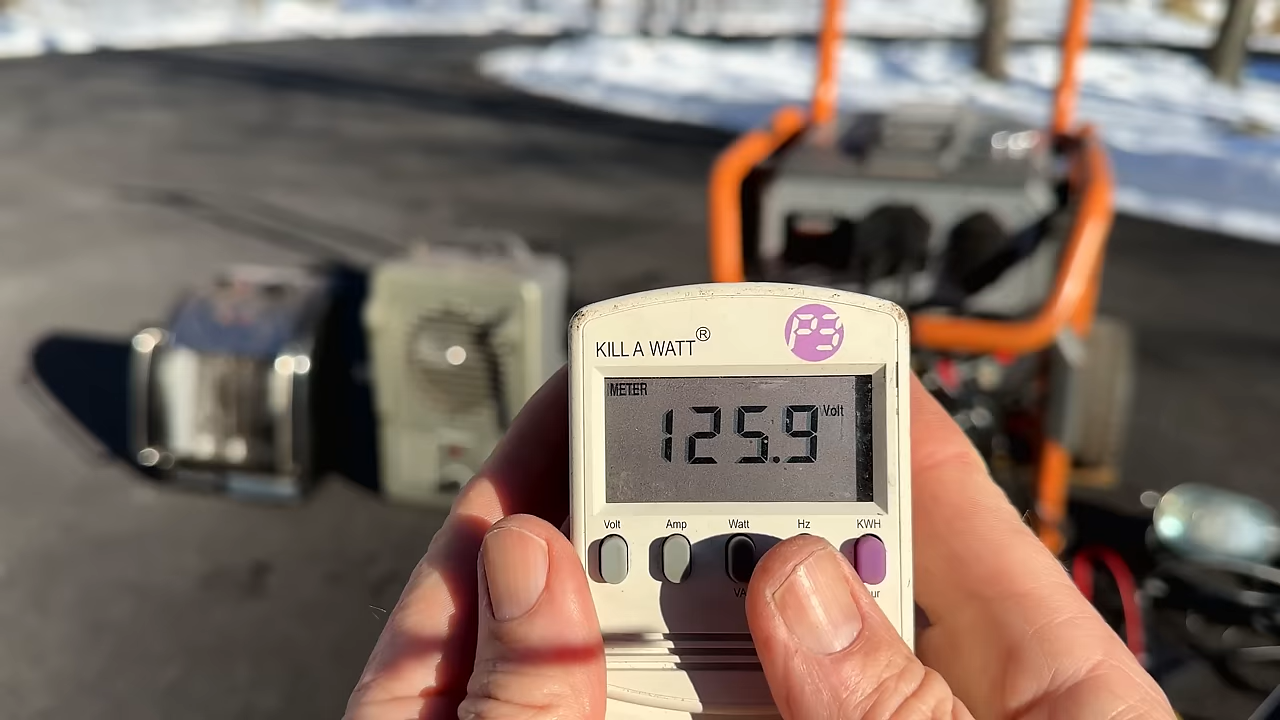 KILL A WATT®
P3
METER
125.9 Volt
Volt Amp Watt Hz KWH